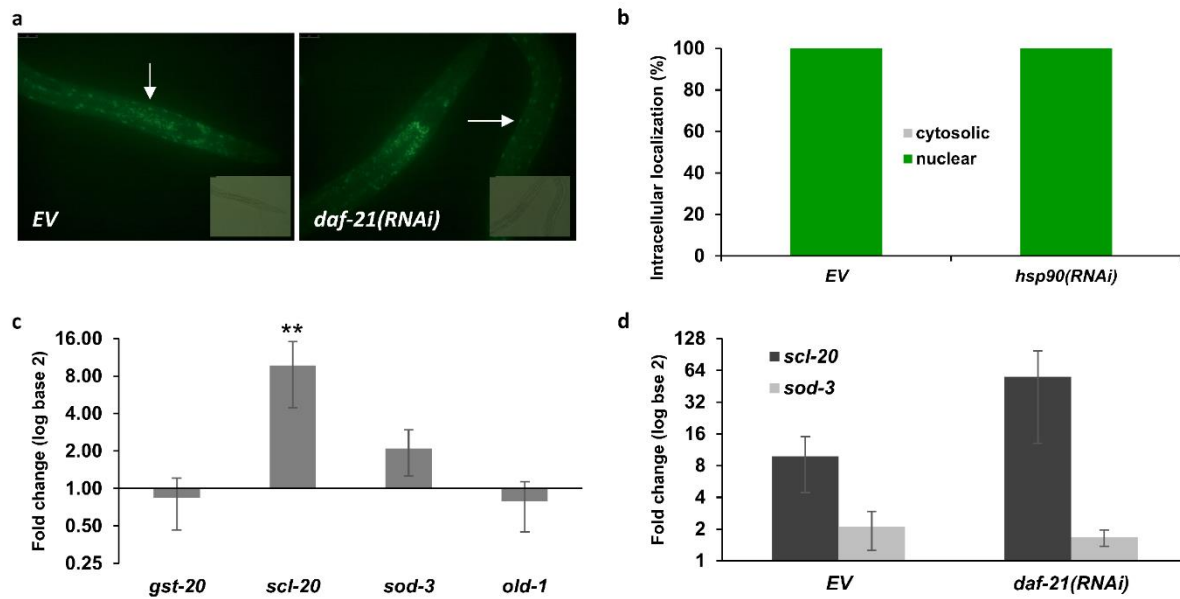 a
EV
daf-21(RNAi)
b
Intracellular localization (%)
100
80
60
40
20
0
cytosolic
nuclear
EV
hsp90(RNAi)
c
Fold change (log base 2)
16.00
8.00
4.00
2.00
1.00
0.50
0.25
**
gst-20
scl-20
sod-3
old-1
d
Fold change (log bse 2)
128
64
32
16
8
4
2
1
scl-20
sod-3
EV
daf-21(RNAi)